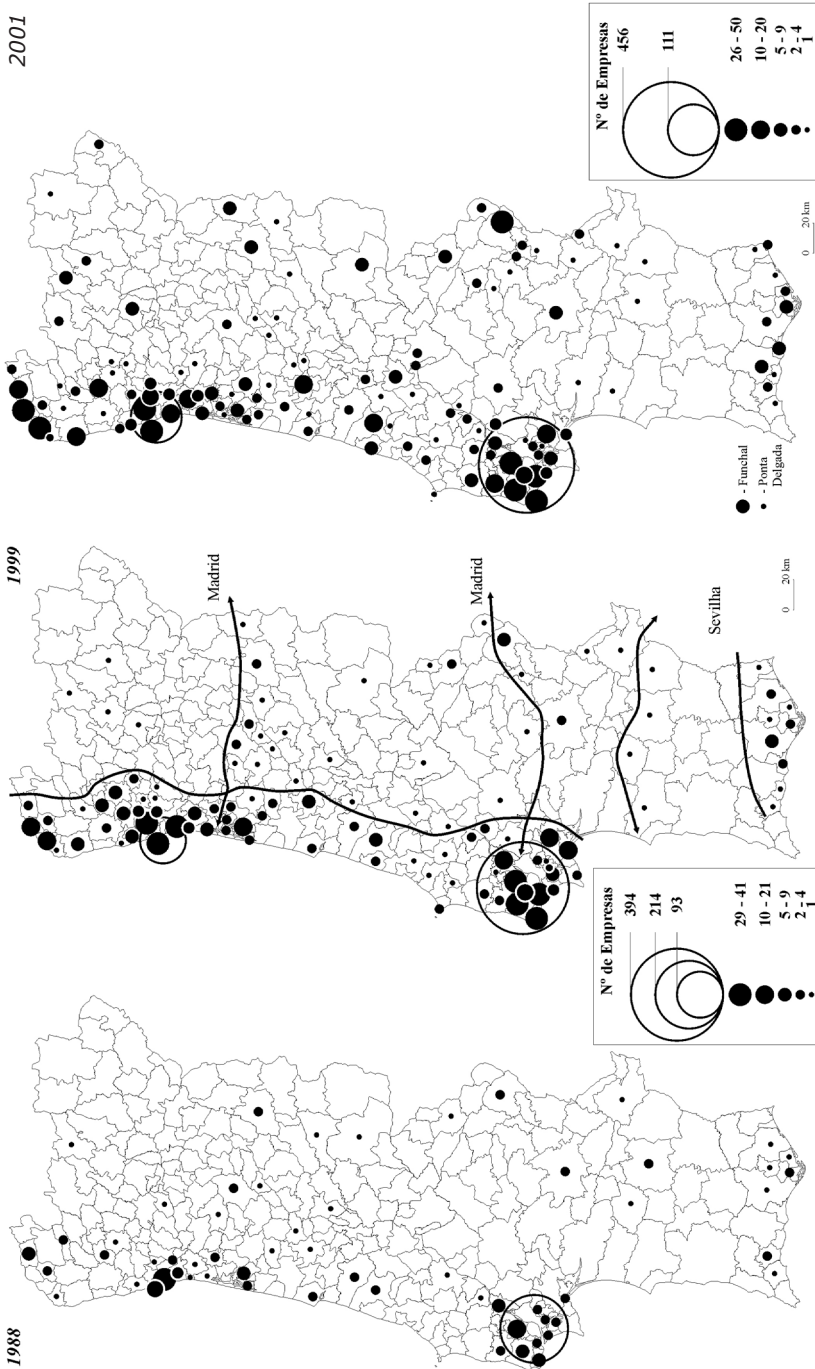 1988
1999
2001
Madrid
Madrid
Sevilha
0 20 km
Nº de Empresas
394
214
93
29 - 41
10 - 21
5 - 9
2 - 4
1
- Funchal
- Ponta
Delgada
0 20 km
Nº de Empresas
456
111
26 - 50
10 - 20
5 - 9
2 - 4
1